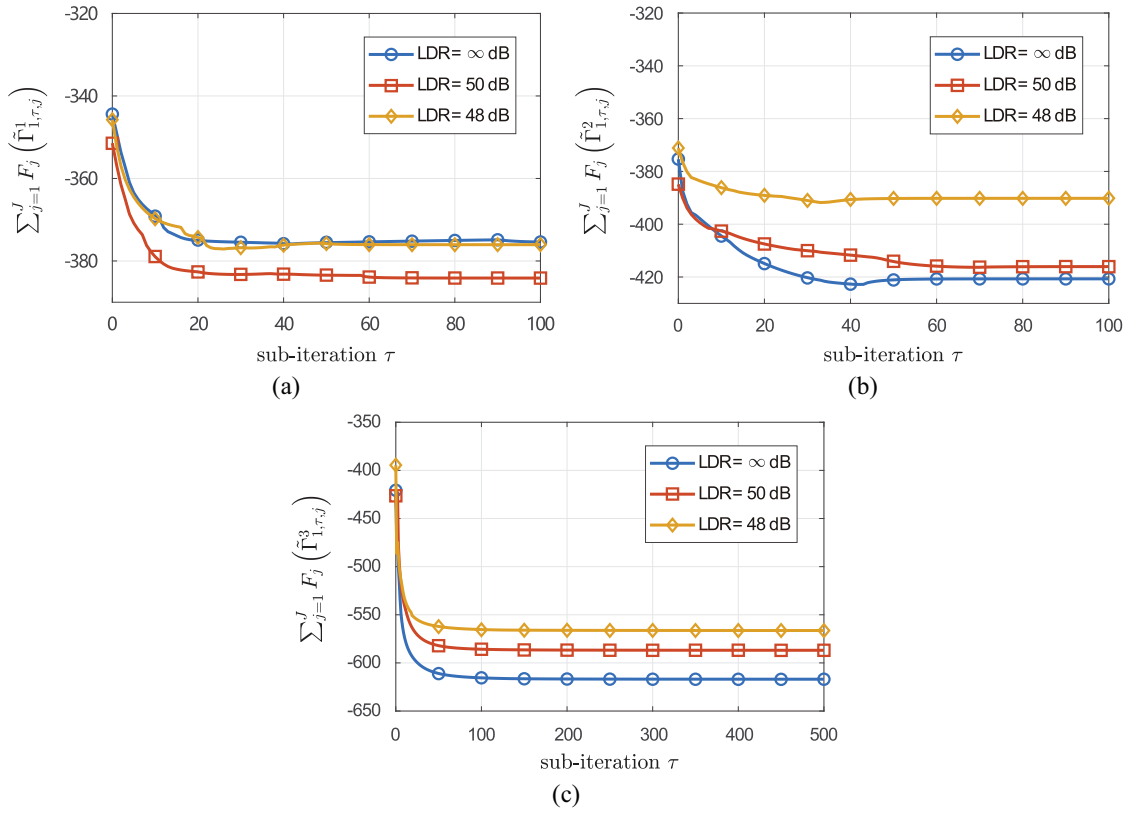 -320
-340
-360
-380
0 20 40 60 80 100
sub-iteration τ
∑_{j=1}^{J} F_j (Γ̃^1_{1,τ,j})
LDR= ∞ dB
LDR= 50 dB
LDR= 48 dB
(a)
-320
-340
-360
-380
-400
-420
0 20 40 60 80 100
sub-iteration τ
∑_{j=1}^{J} F_j (Γ̃^2_{1,τ,j})
LDR= ∞ dB
LDR= 50 dB
LDR= 48 dB
(b)
-350
-400
-450
-500
-550
-600
-650
0 100 200 300 400 500
sub-iteration τ
∑_{j=1}^{J} F_j (Γ̃^3_{1,τ,j})
LDR= ∞ dB
LDR= 50 dB
LDR= 48 dB
(c)